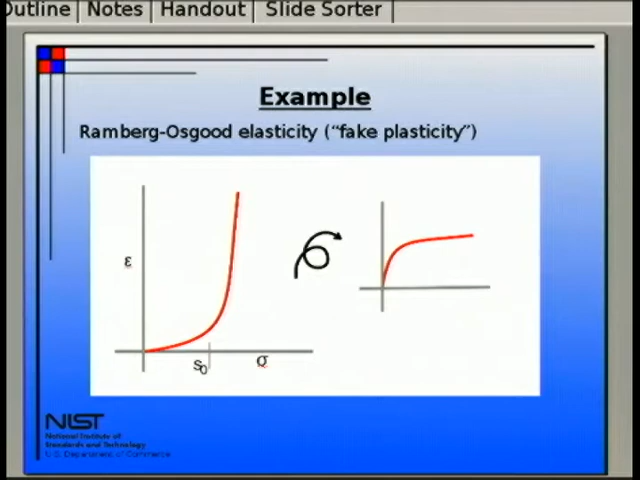 Outline Notes Handout Slide Sorter
Example
Ramberg-Osgood elasticity ("fake plasticity")
ε
s0 σ
NIST
National Institute of
Standards and Technology
U.S. Department of Commerce